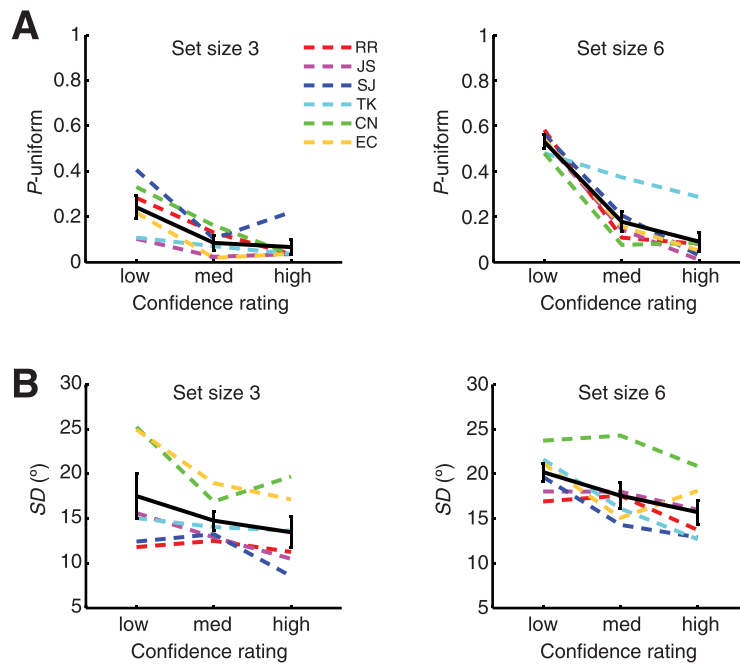 A
Set size 3
RR
JS
SJ
TK
CN
EC
1
0.8
0.6
0.4
0.2
0
P-uniform
low med high
Confidence rating
Set size 6
1
0.8
0.6
0.4
0.2
0
P-uniform
low med high
Confidence rating
B
Set size 3
30
25
20
15
10
5
SD (°)
low med high
Confidence rating
Set size 6
30
25
20
15
10
5
SD (°)
low med high
Confidence rating